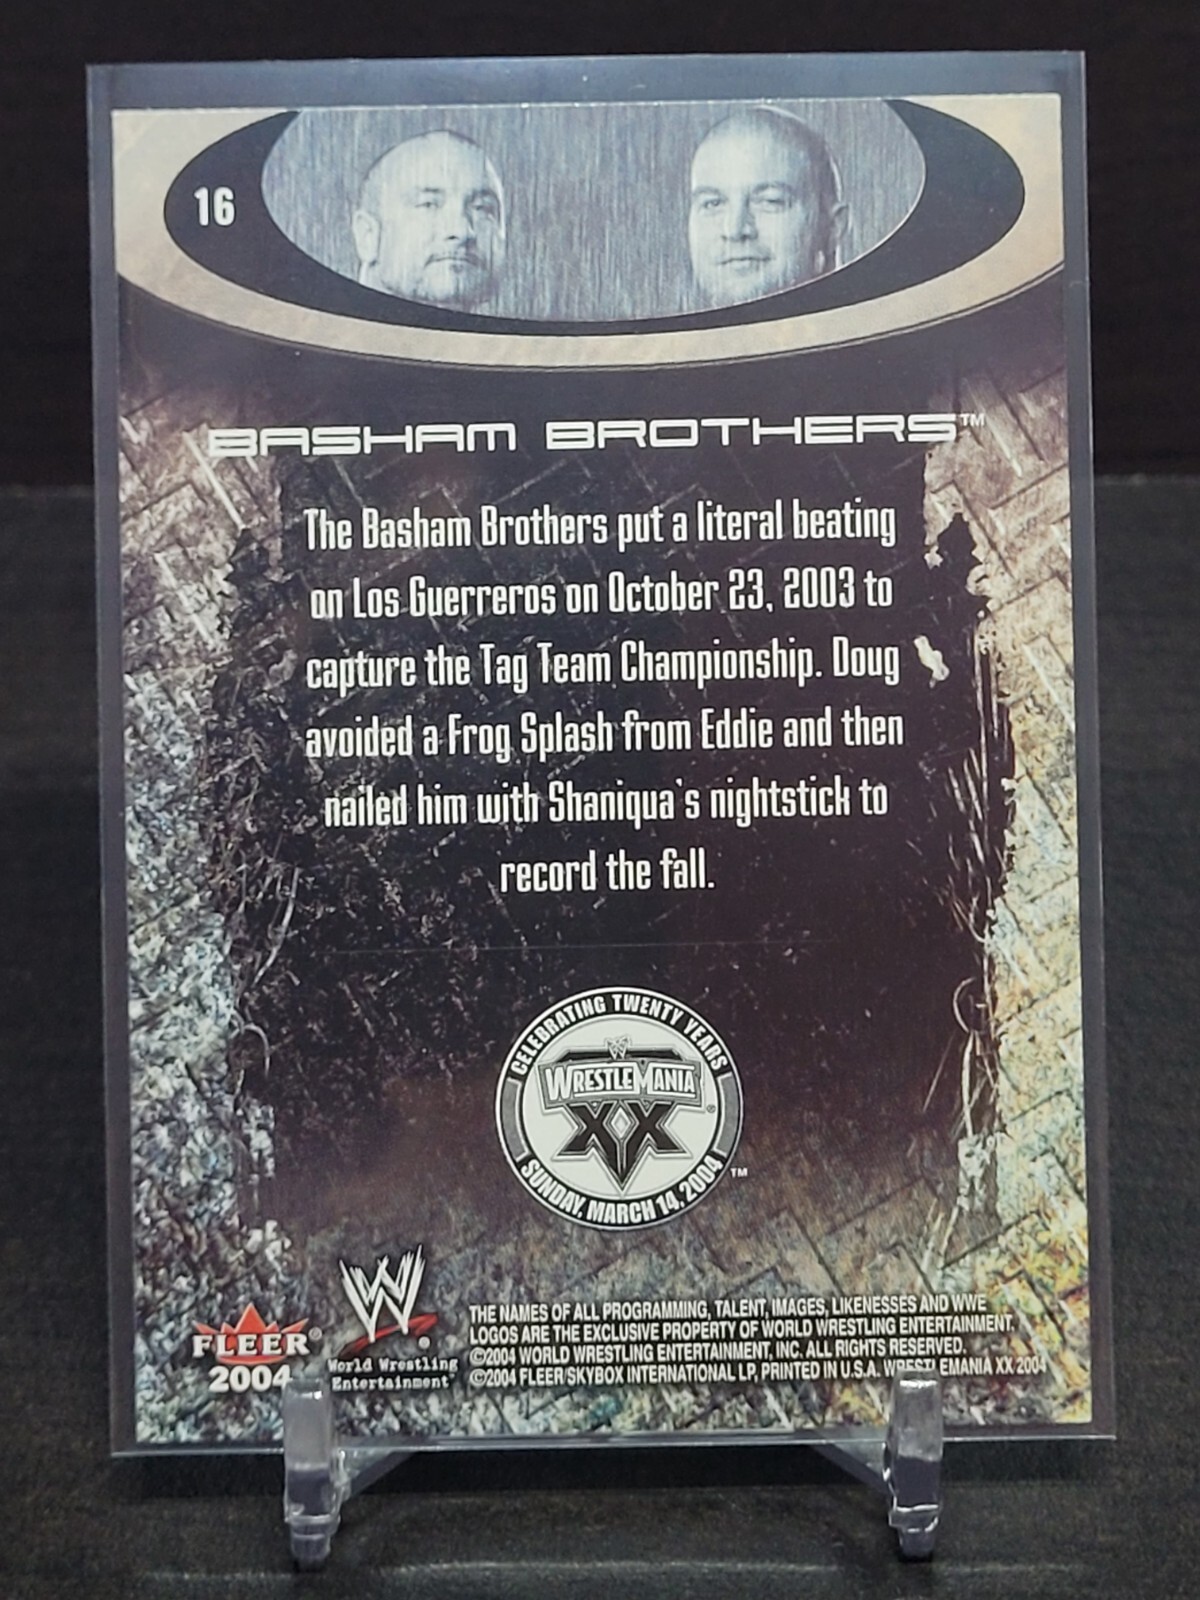 16
BASHAM BROTHERS™
The Basham Brothers put a literal beating
on Los Guerreros on October 23, 2003 to
capture the Tag Team Championship. Doug
avoided a Frog Splash from Eddie and then
nailed him with Shaniqua's nightstick to
record the fall.
CELEBRATING TWENTY YEARS
W
WRESTLEMANIA®
XX
SUNDAY, MARCH 14, 2004
™
FLEER®
2004
W®
World Wrestling
Entertainment™
THE NAMES OF ALL PROGRAMMING, TALENT, IMAGES, LIKENESSES AND WWE
LOGOS ARE THE EXCLUSIVE PROPERTY OF WORLD WRESTLING ENTERTAINMENT,
©2004 WORLD WRESTLING ENTERTAINMENT, INC. ALL RIGHTS RESERVED.
©2004 FLEER/SKYBOX INTERNATIONAL LP, PRINTED IN U.S.A. WRESTLEMANIA XX 2004